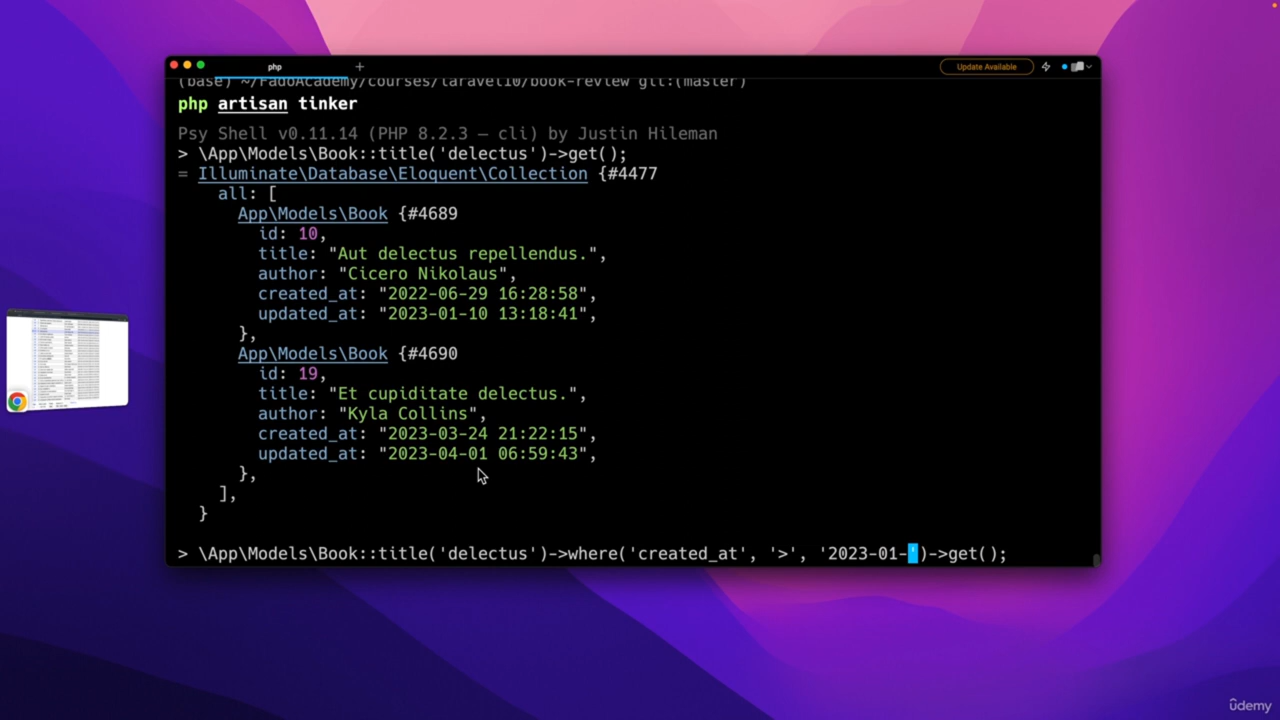 php
+
Update Available
(base) ~/FadoAcademy/courses/laravel10/book-review git:(master)
php artisan tinker
Psy Shell v0.11.14 (PHP 8.2.3 — cli) by Justin Hileman
> \App\Models\Book::title('delectus')->get();
= Illuminate\Database\Eloquent\Collection {#4477
all: [
App\Models\Book {#4689
id: 10,
title: "Aut delectus repellendus.",
author: "Cicero Nikolaus",
created_at: "2022-06-29 16:28:58",
updated_at: "2023-01-10 13:18:41",
},
App\Models\Book {#4690
id: 19,
title: "Et cupiditate delectus.",
author: "Kyla Collins",
created_at: "2023-03-24 21:22:15",
updated_at: "2023-04-01 06:59:43",
},
],
}
> \App\Models\Book::title('delectus')->where('created_at', '>', '2023-01-')->get();
ûdemy